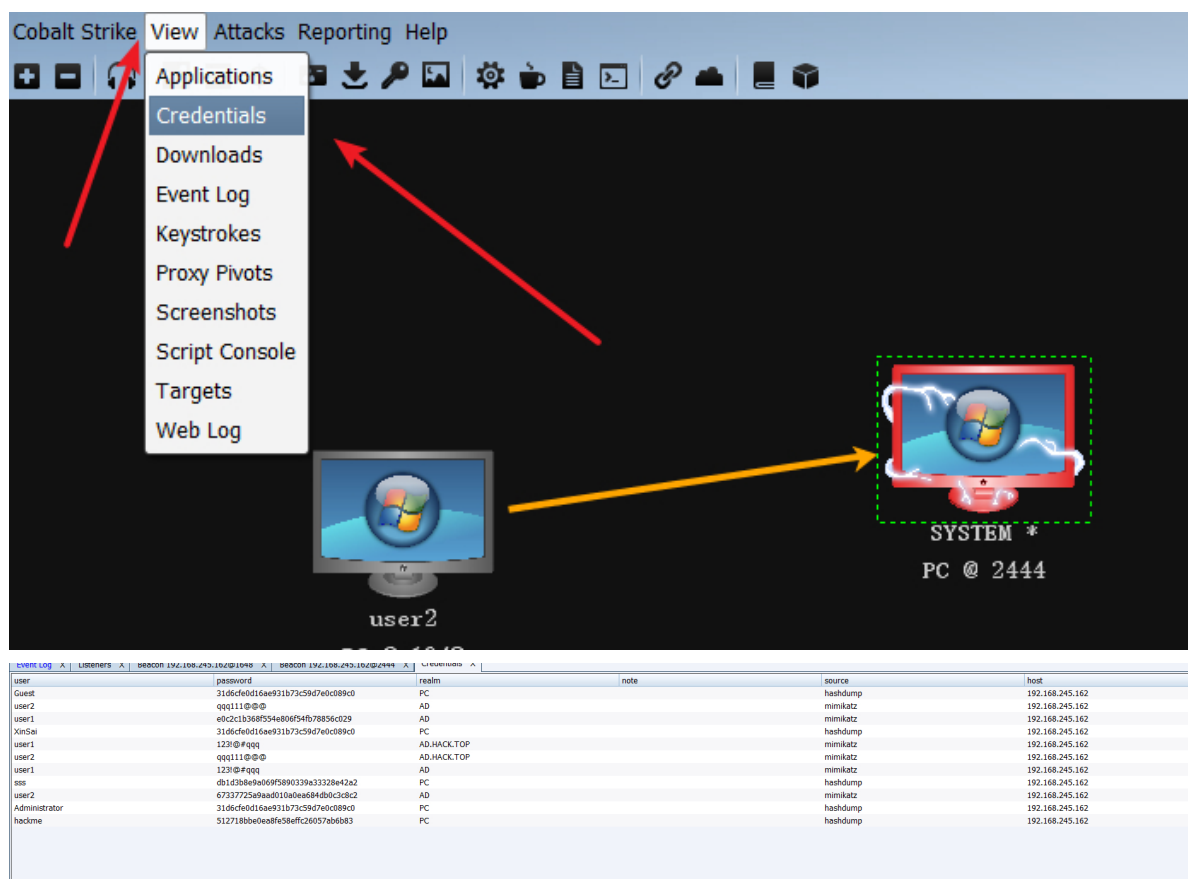 Cobalt Strike View Attacks Reporting Help
Applications
Credentials
Downloads
Event Log
Keystrokes
Proxy Pivots
Screenshots
Script Console
Targets
Web Log
SYSTEM *
PC @ 2444
user2
Event Log X Listeners X Beacon 192.168.245.162@1648 X Beacon 192.168.245.162@2444 X Credentials X
user password realm note source host
Guest 31d6cfe0d16ae931b73c59d7e0c089c0 PC hashdump 192.168.245.162
user2 qqq111@@@ AD mimikatz 192.168.245.162
user1 e0c2c1b368f554e806f54fb78856c029 AD mimikatz 192.168.245.162
XinSai 31d6cfe0d16ae931b73c59d7e0c089c0 PC hashdump 192.168.245.162
user1 123!@#qqq AD.HACK.TOP mimikatz 192.168.245.162
user2 qqq111@@@ AD.HACK.TOP mimikatz 192.168.245.162
user1 123!@#qqq AD mimikatz 192.168.245.162
sss db1d3b8e9a069f5890339a33328e42a2 PC hashdump 192.168.245.162
user2 67337725a9aad010a0ea684db0c3c8c2 AD mimikatz 192.168.245.162
Administrator 31d6cfe0d16ae931b73c59d7e0c089c0 PC hashdump 192.168.245.162
hackme 512718bbe0ea8fe58effc26057ab6b83 PC hashdump 192.168.245.162